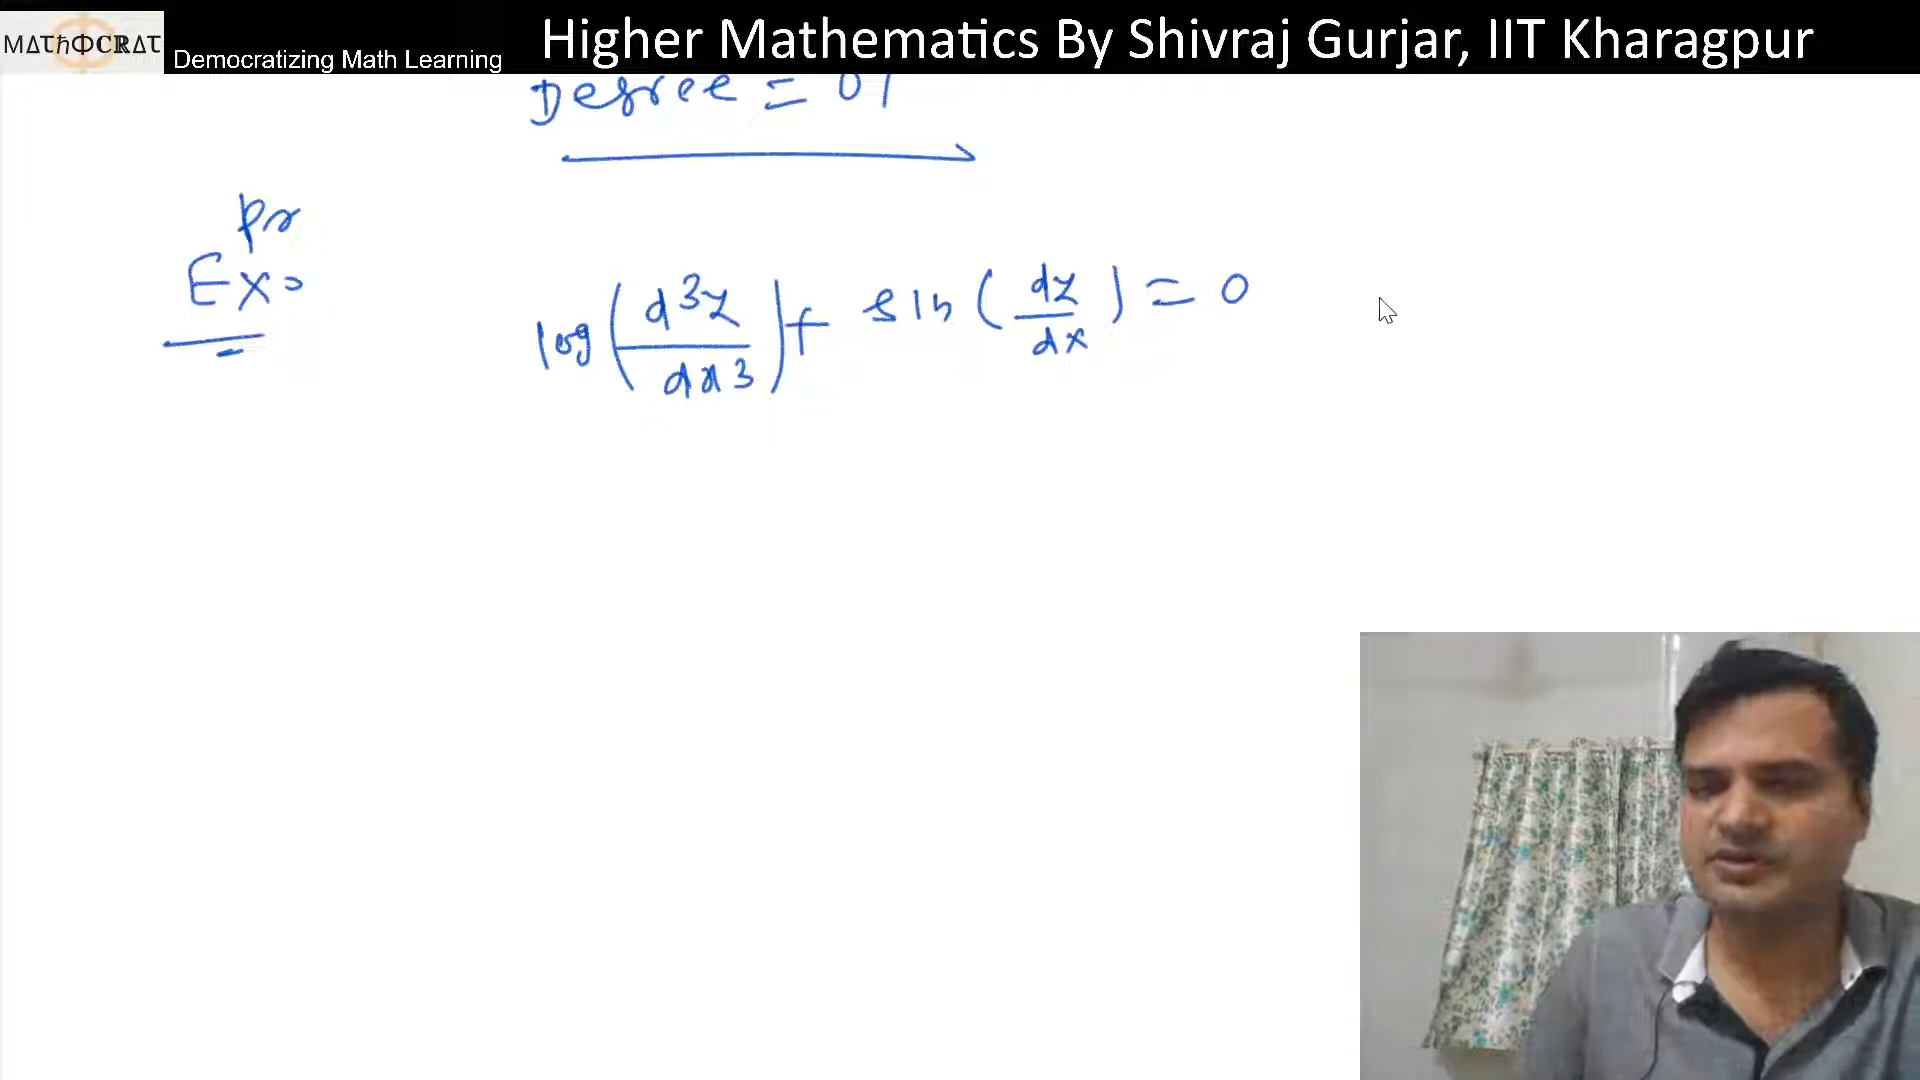 MΔTℏΦCRΔT
Democratizing Math Learning
Higher Mathematics By Shivraj Gurjar, IIT Kharagpur
Degree = 01
Pr
Ex:
log(d³y/dx³) + sin(dy/dx) = 0